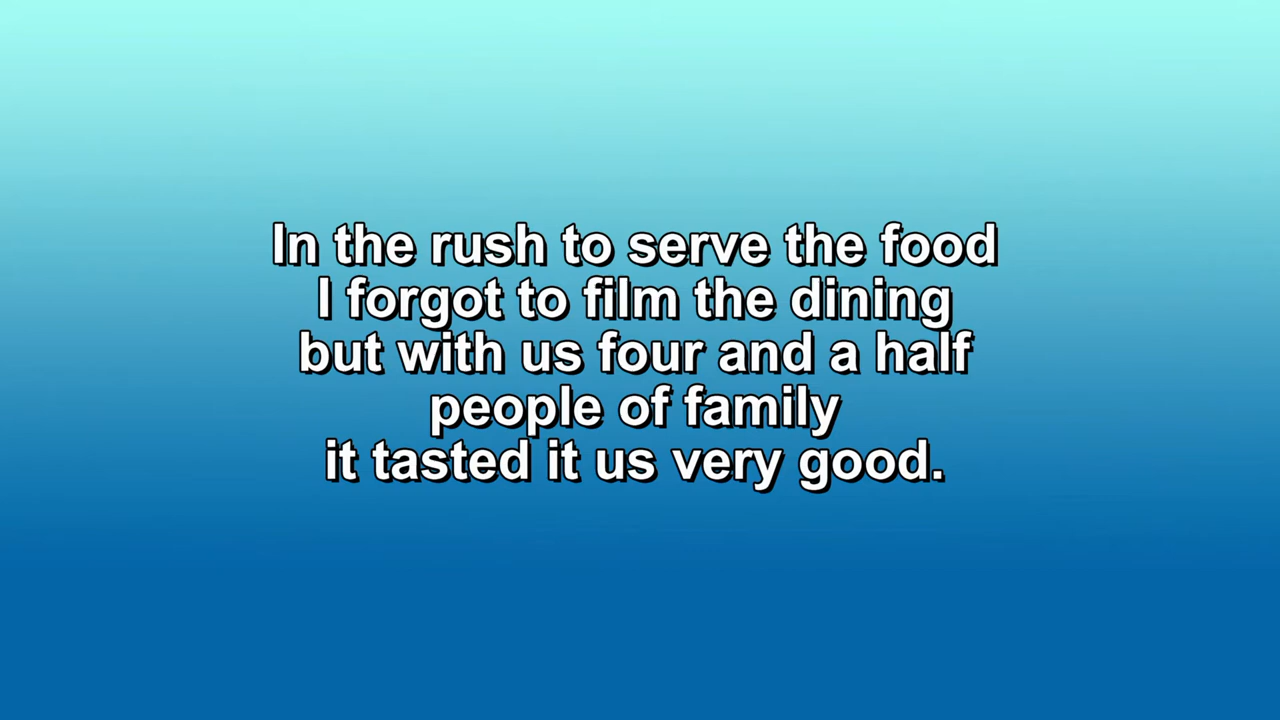 In the rush to serve the food
I forgot to film the dining
but with us four and a half
people of family
it tasted it us very good.